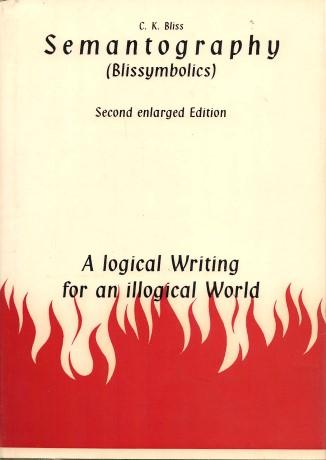 C. K. Bliss
Semantography
(Blissymbolics)
Second enlarged Edition
A logical Writing
for an illogical World